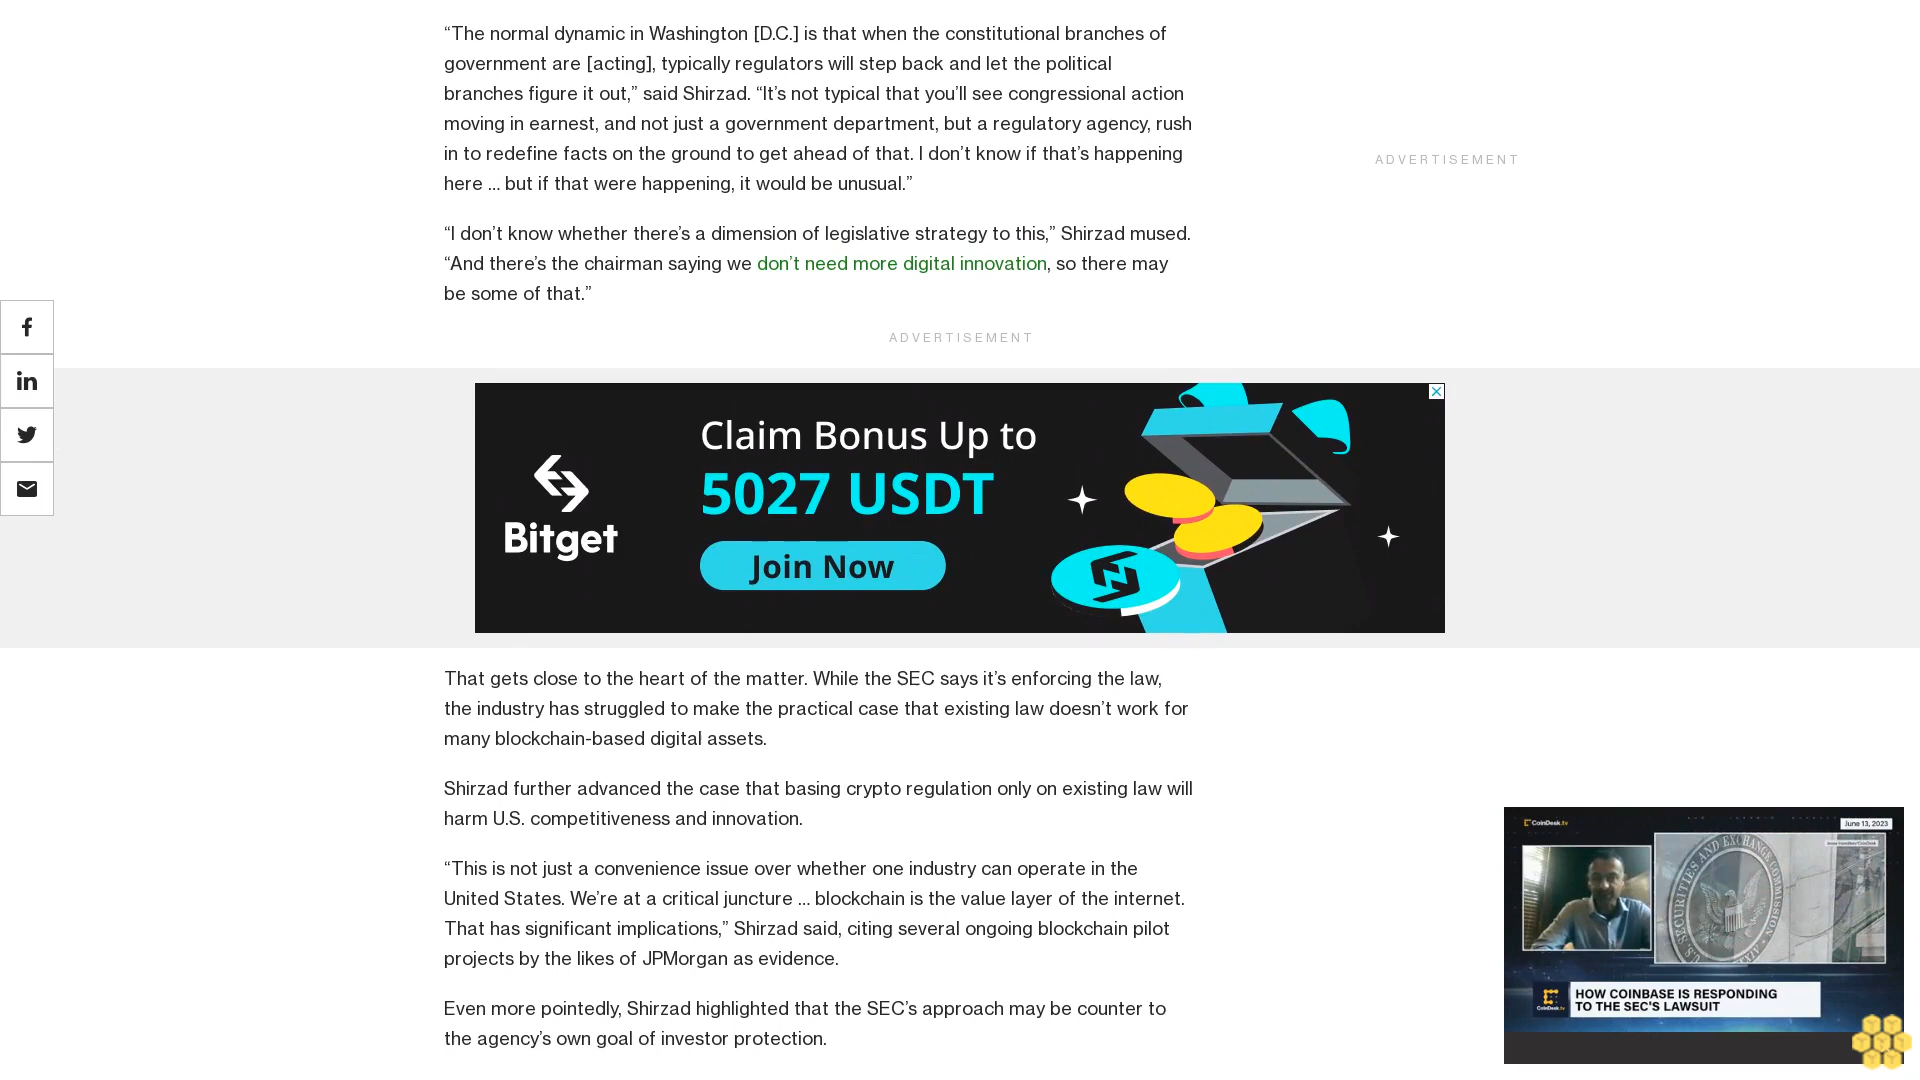 “The normal dynamic in Washington [D.C.] is that when the constitutional branches of
government are [acting], typically regulators will step back and let the political
branches figure it out,” said Shirzad. “It’s not typical that you’ll see congressional action
moving in earnest, and not just a government department, but a regulatory agency, rush
in to redefine facts on the ground to get ahead of that. I don’t know if that’s happening
here … but if that were happening, it would be unusual.”
ADVERTISEMENT
“I don’t know whether there’s a dimension of legislative strategy to this,” Shirzad mused.
“And there’s the chairman saying we don’t need more digital innovation, so there may
be some of that.”
ADVERTISEMENT
Bitget
Claim Bonus Up to
5027 USDT
Join Now
That gets close to the heart of the matter. While the SEC says it’s enforcing the law,
the industry has struggled to make the practical case that existing law doesn’t work for
many blockchain-based digital assets.
Shirzad further advanced the case that basing crypto regulation only on existing law will
harm U.S. competitiveness and innovation.
“This is not just a convenience issue over whether one industry can operate in the
United States. We’re at a critical juncture … blockchain is the value layer of the internet.
That has significant implications,” Shirzad said, citing several ongoing blockchain pilot
projects by the likes of JPMorgan as evidence.
Even more pointedly, Shirzad highlighted that the SEC’s approach may be counter to
the agency’s own goal of investor protection.
CoinDesk.tv
June 13, 2023
SECURITIES AND EXCHANGE COMMISSION
CoinDesk.tv
HOW COINBASE IS RESPONDING
TO THE SEC'S LAWSUIT